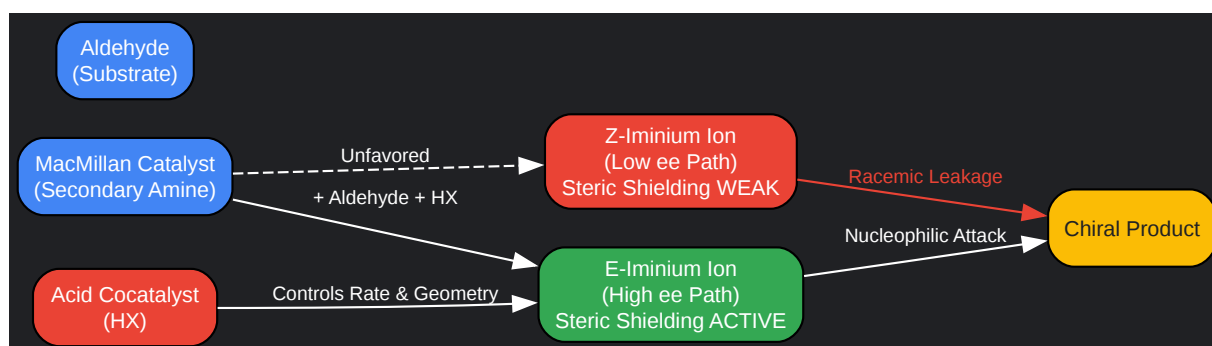 Aldehyde
(Substrate)
MacMillan Catalyst
(Secondary Amine)
Acid Cocatalyst
(HX)
Unfavored
+ Aldehyde + HX
Controls Rate & Geometry
Z-Iminium Ion
(Low ee Path)
Steric Shielding WEAK
E-Iminium Ion
(High ee Path)
Steric Shielding ACTIVE
Racemic Leakage
Nucleophilic Attack
Chiral Product